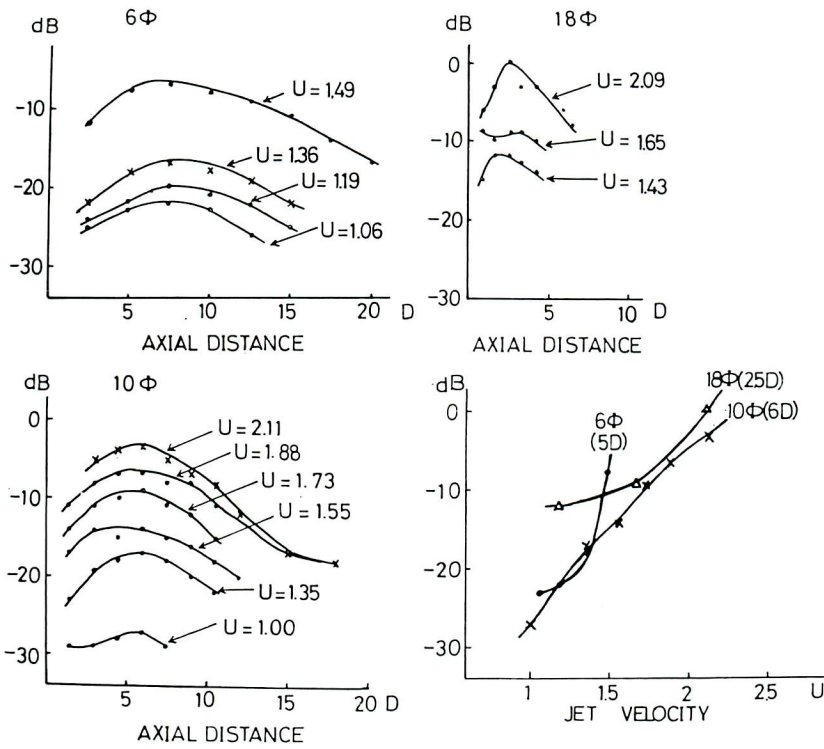 dB 6Φ
U = 1.49
-10
U = 1.36
-20
U = 1.19
U = 1.06
-30
5 10 15 20 D
AXIAL DISTANCE
dB 18Φ
0
U = 2.09
-10
U = 1.65
-20
U = 1.43
-30
5 10 D
AXIAL DISTANCE
dB 10Φ
0
U = 2.11
U = 1.88
-10
U = 1.73
U = 1.55
-20
U = 1.35
U = 1.00
-30
5 10 15 20 D
AXIAL DISTANCE
dB
18Φ(25D)
0
6Φ
(5D)
10Φ(6D)
-10
-20
-30
1 1.5 2 2.5 U
JET VELOCITY